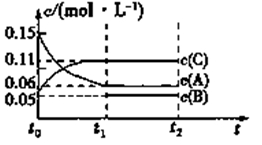 c/(mol·L⁻¹)
0.15
0.11
c(C)
0.06
c(A)
0.05
c(B)
t₀
t₁
t₂
t